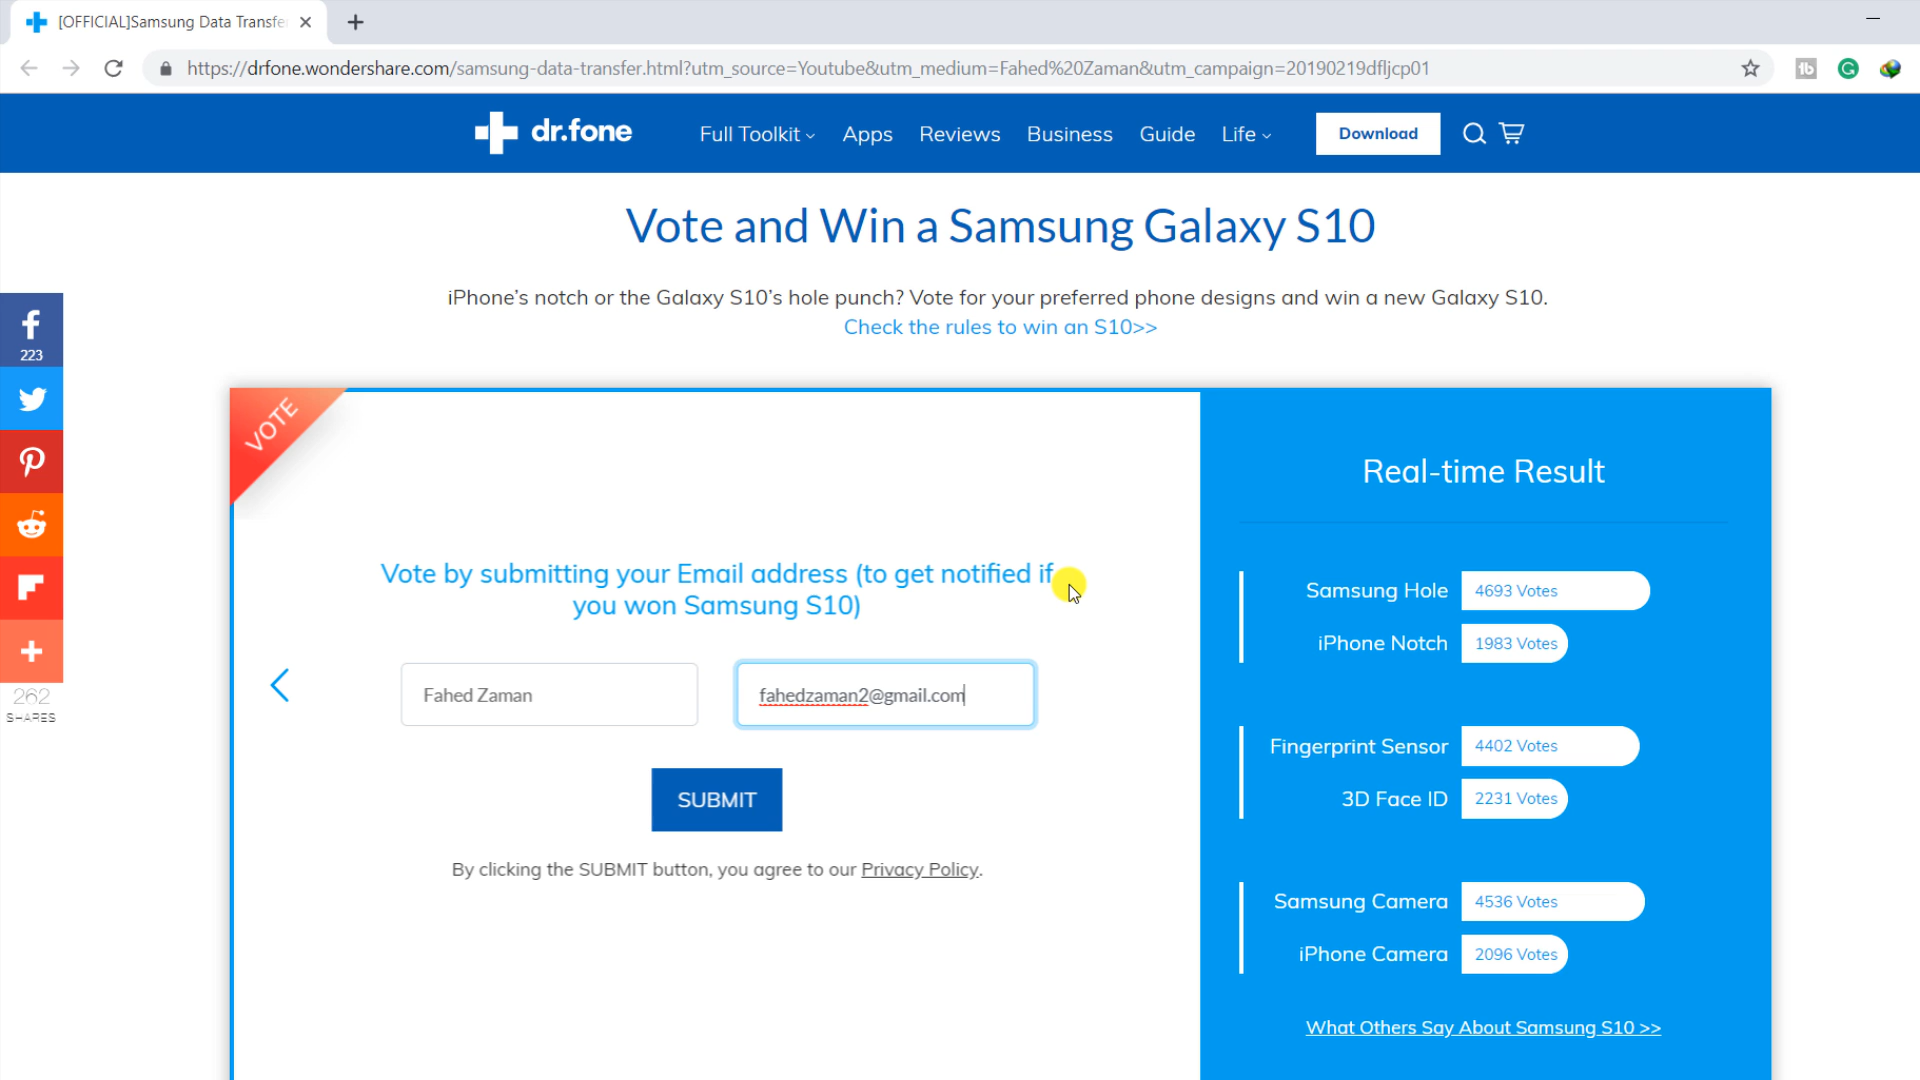 [OFFICIAL]Samsung Data Transfe
https://drfone.wondershare.com/samsung-data-transfer.html?utm_source=Youtube&utm_medium=Fahed%20Zaman&utm_campaign=20190219dfljcp01
dr.fone
Full Toolkit
Apps
Reviews
Business
Guide
Life
Download
Vote and Win a Samsung Galaxy S10
iPhone's notch or the Galaxy S10's hole punch? Vote for your preferred phone designs and win a new Galaxy S10.
Check the rules to win an S10>>
223
262
SHARES
VOTE
Vote by submitting your Email address (to get notified if
you won Samsung S10)
Fahed Zaman
fahedzaman2@gmail.com
SUBMIT
By clicking the SUBMIT button, you agree to our Privacy Policy.
Real-time Result
Samsung Hole 4693 Votes
iPhone Notch 1983 Votes
Fingerprint Sensor 4402 Votes
3D Face ID 2231 Votes
Samsung Camera 4536 Votes
iPhone Camera 2096 Votes
What Others Say About Samsung S10 >>